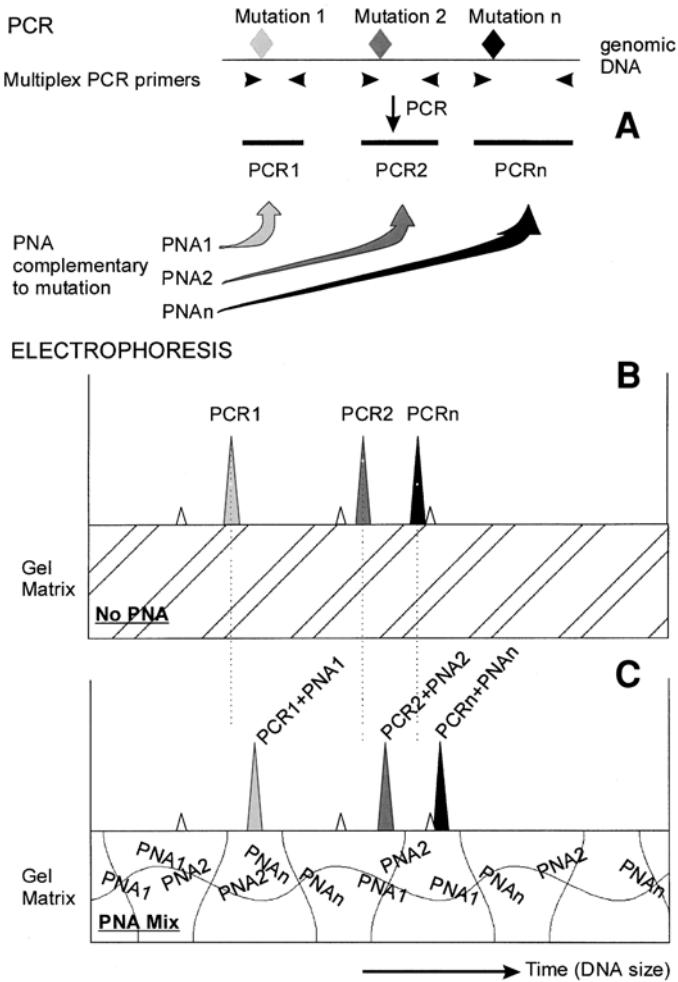 PCR
Mutation 1
Mutation 2
Mutation n
genomic
DNA
Multiplex PCR primers
PCR
A
PCR1
PCR2
PCRn
PNA
complementary
to mutation
PNA1
PNA2
PNAn
ELECTROPHORESIS
B
PCR1
PCR2
PCRn
Gel
Matrix
No PNA
C
PCR1+PNA1
PCR2+PNA2
PCRn+PNAn
Gel
Matrix
PNA1
PNA1
PNA2
PNA2
PNAn
PNAn
PNA1
PNA2
PNA1
PNAn
PNA2
PNAn
PNA Mix
Time (DNA size)